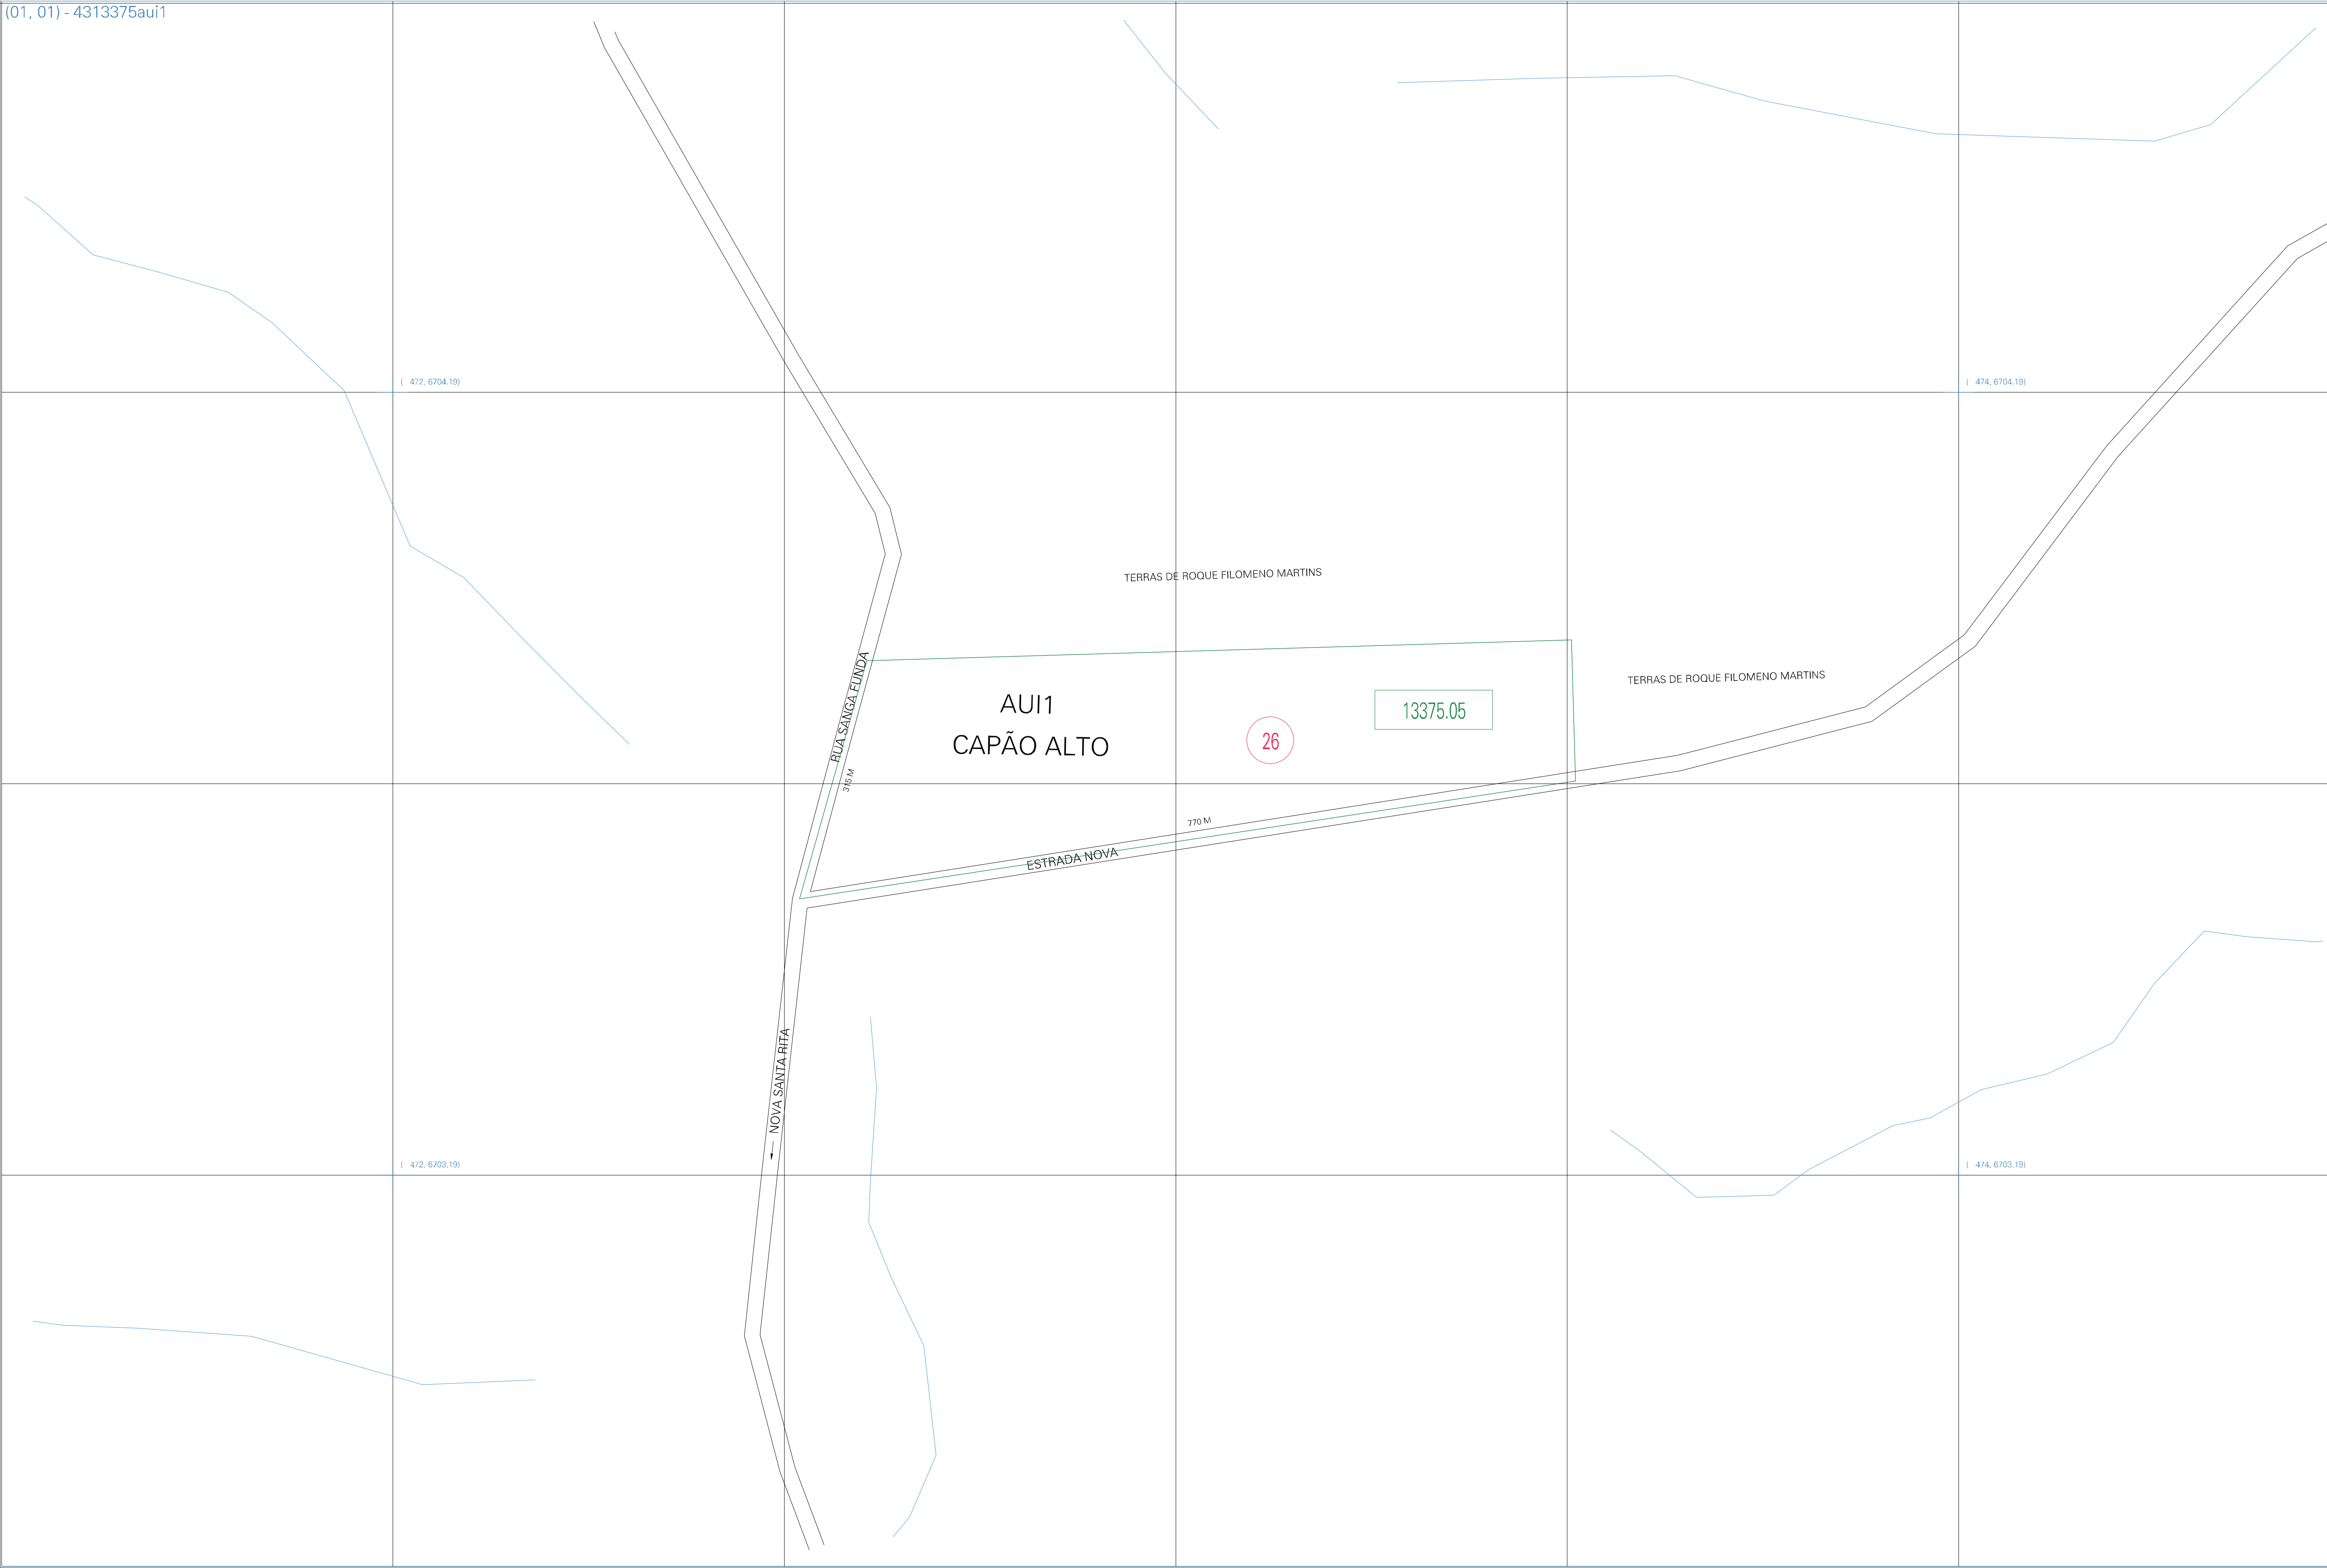 (01, 01) - 4313375aui1
( 472, 6704.19)
( 474, 6704.19)
TERRAS DE ROQUE FILOMENO MARTINS
TERRAS DE ROQUE FILOMENO MARTINS
RUA SANGA FUNDA
315 M
AUI1
CAPÃO ALTO
26
13375.05
770 M
ESTRADA NOVA
NOVA SANTA RITA
( 472, 6703.19)
( 474, 6703.19)